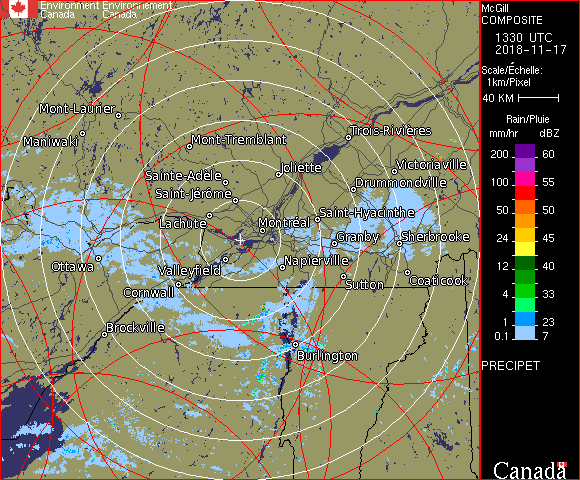 Environment Environnement
Canada Canada
McGill
COMPOSITE
1330 UTC
2018-11-17
Scale/Échelle:
1km/Pixel
40 KM
Rain/Pluie
mm/hr dBZ
200 60
100 55
50 50
24 45
12 40
4 33
1 23
0.1 7
PRECIPET
Canada
Mont-Laurier
Maniwaki
Mont-Tremblant
Trois-Rivières
Sainte-Adèle
Joliette
Victoriaville
Saint-Jérôme
Drummondville
Lachute
Montréal
Saint-Hyacinthe
Granby
Sherbrooke
Ottawa
Valleyfield
Napierville
Cornwall
Sutton
Coaticook
Brockville
Burlington